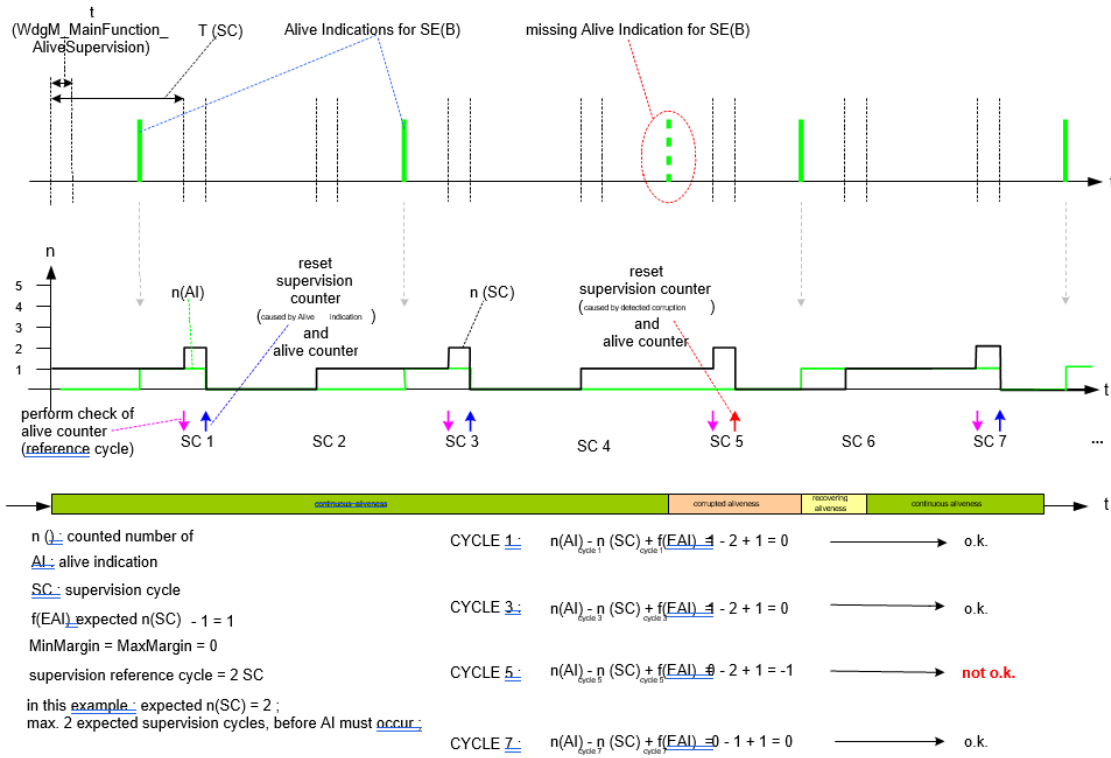 t
(WdgM_MainFunction_
AliveSupervision)
T (SC)
Alive Indications for SE(B)
missing Alive Indication for SE(B)
t
n
5
4
3
2
1
n(AI)
reset
supervision
counter
(caused by Alive indication )
and
alive counter
n (SC)
reset
supervision counter
(caused by detected corruption )
and
alive counter
t
perform check of
alive counter
(reference cycle)
SC 1
SC 2
SC 3
SC 4
SC 5
SC 6
SC 7
...
continuous-aliveness
corrupted aliveness
recovering
aliveness
continuous aliveness
t
n () : counted number of
AI : alive indication
SC : supervision cycle
f(EAI) expected n(SC) - 1 = 1
MinMargin = MaxMargin = 0
supervision reference cycle = 2 SC
in this example : expected n(SC) = 2 ;
max. 2 expected supervision cycles, before AI must occur ;
CYCLE 1 : n(AI) - n (SC) + f(EAI) = 1 - 2 + 1 = 0 o.k.
cycle 1 cycle 1
CYCLE 3 : n(AI) - n (SC) + f(EAI) = 1 - 2 + 1 = 0 o.k.
cycle 3 cycle 3
CYCLE 5 : n(AI) - n (SC) + f(EAI) = 0 - 2 + 1 = -1 not o.k.
cycle 5 cycle 5
CYCLE 7 : n(AI) - n (SC) + f(EAI) = 0 - 1 + 1 = 0 o.k.
cycle 7 cycle 7